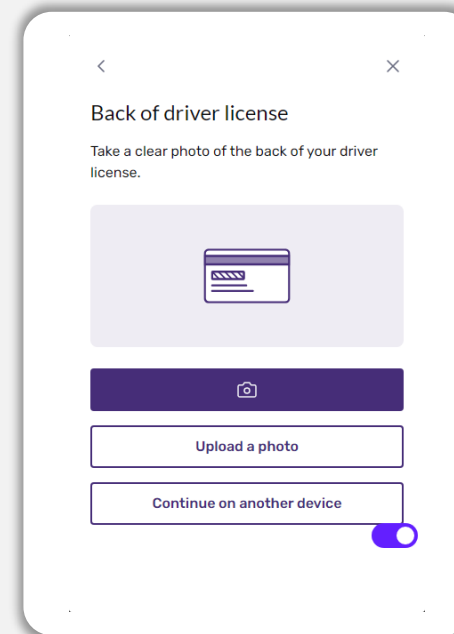 Back of driver license
Take a clear photo of the back of your driver
license.
Upload a photo
Continue on another device